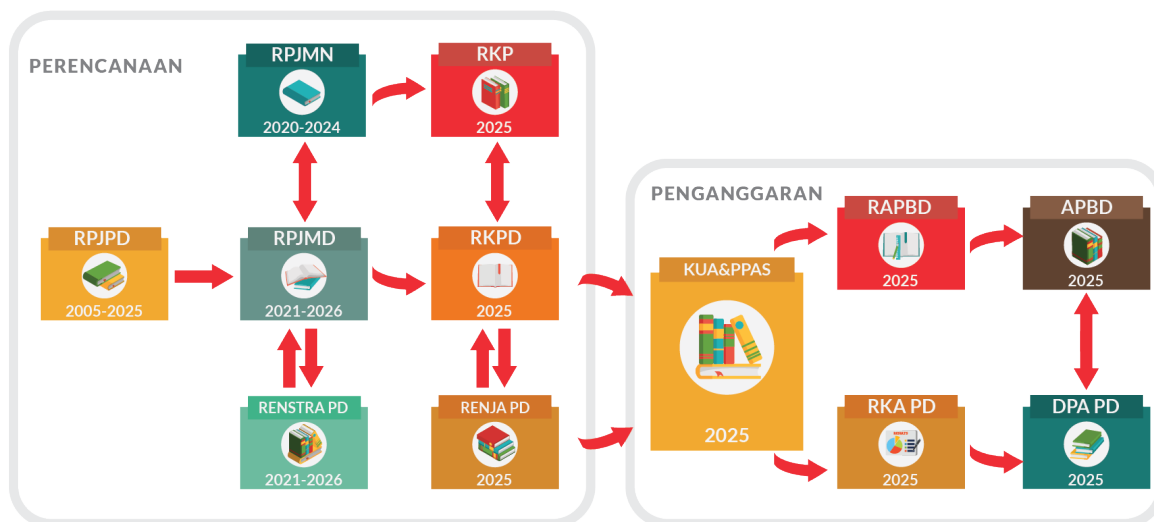 PERENCANAAN
RPJMN
2020-2024
RKP
2025
RPJPD
2005-2025
RPJMD
2021-2026
RKPD
2025
RENSTRA PD
2021-2026
RENJA PD
2025
PENGANGGARAN
KUA&PPAS
2025
RAPBD
2025
APBD
2025
RKA PD
2025
DPA PD
2025